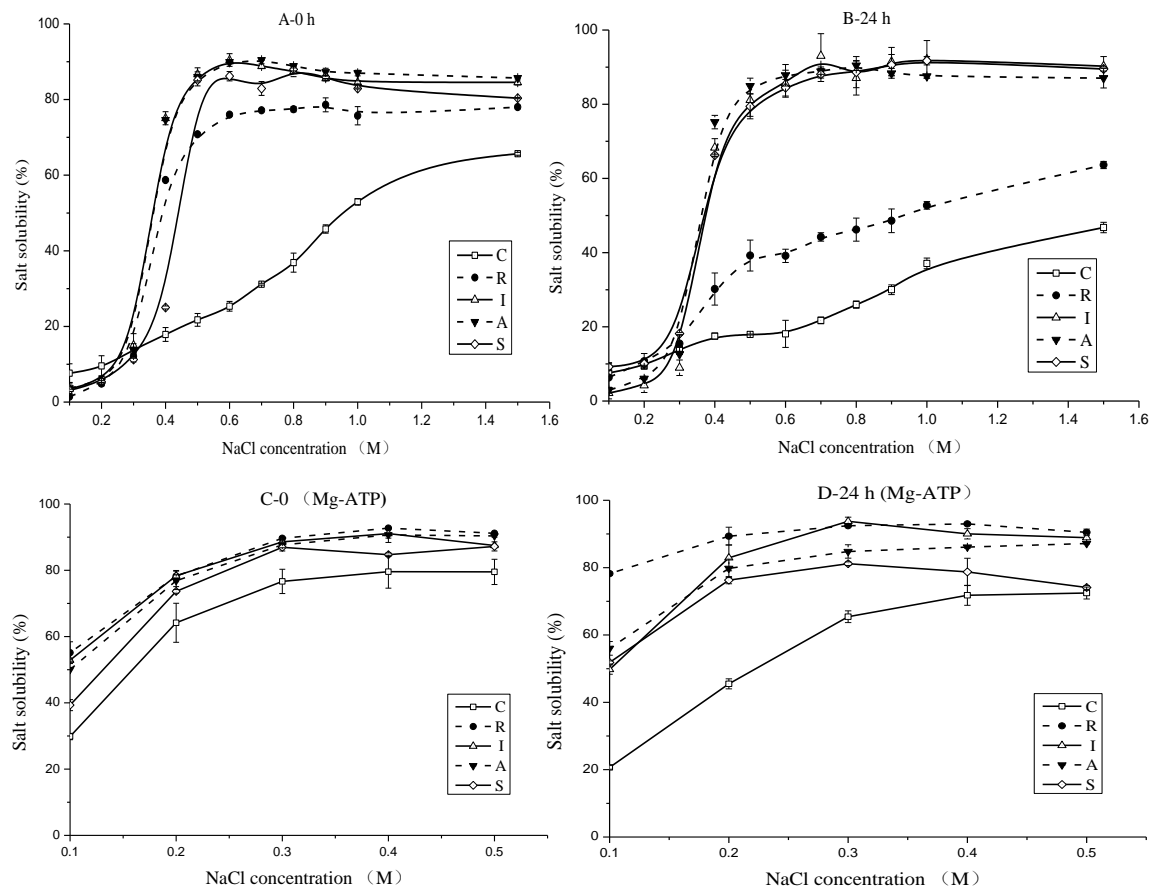 A-0 h
Salt solubility (%)
100
80
60
40
20
0
0.2 0.4 0.6 0.8 1.0 1.2 1.4 1.6
NaCl concentration （M）
C
R
I
A
S
B-24 h
Salt solubility (%)
100
80
60
40
20
0
0.2 0.4 0.6 0.8 1.0 1.2 1.4 1.6
NaCl concentration （M）
C
R
I
A
S
C-0 （Mg-ATP)
Salt solubility (%)
100
80
60
40
20
0
0.1 0.2 0.3 0.4 0.5
NaCl concentration （M）
C
R
I
A
S
D-24 h (Mg-ATP）
Salt solubility (%)
100
80
60
40
20
0
0.1 0.2 0.3 0.4 0.5
NaCl concentration （M）
C
R
I
A
S